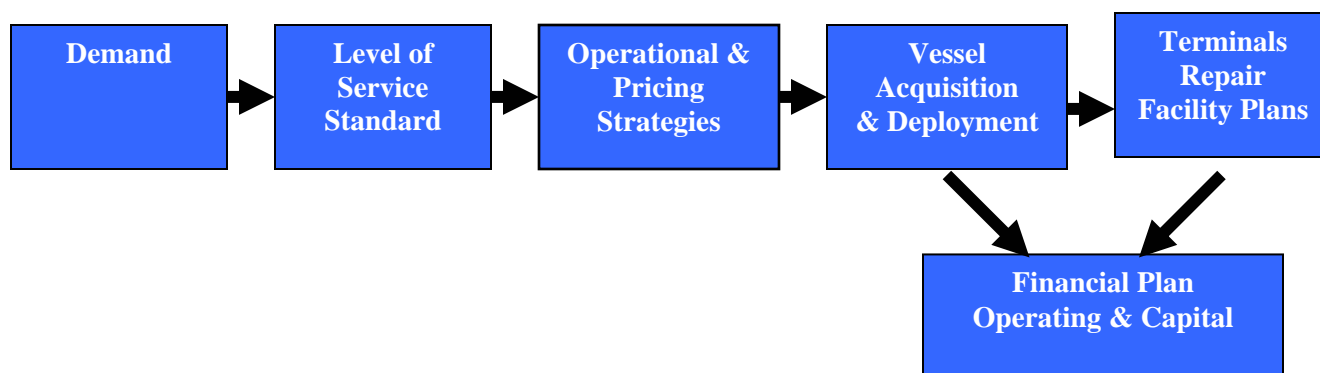 Demand
Level of
Service
Standard
Operational &
Pricing
Strategies
Vessel
Acquisition
& Deployment
Terminals
Repair
Facility Plans
Financial Plan
Operating & Capital